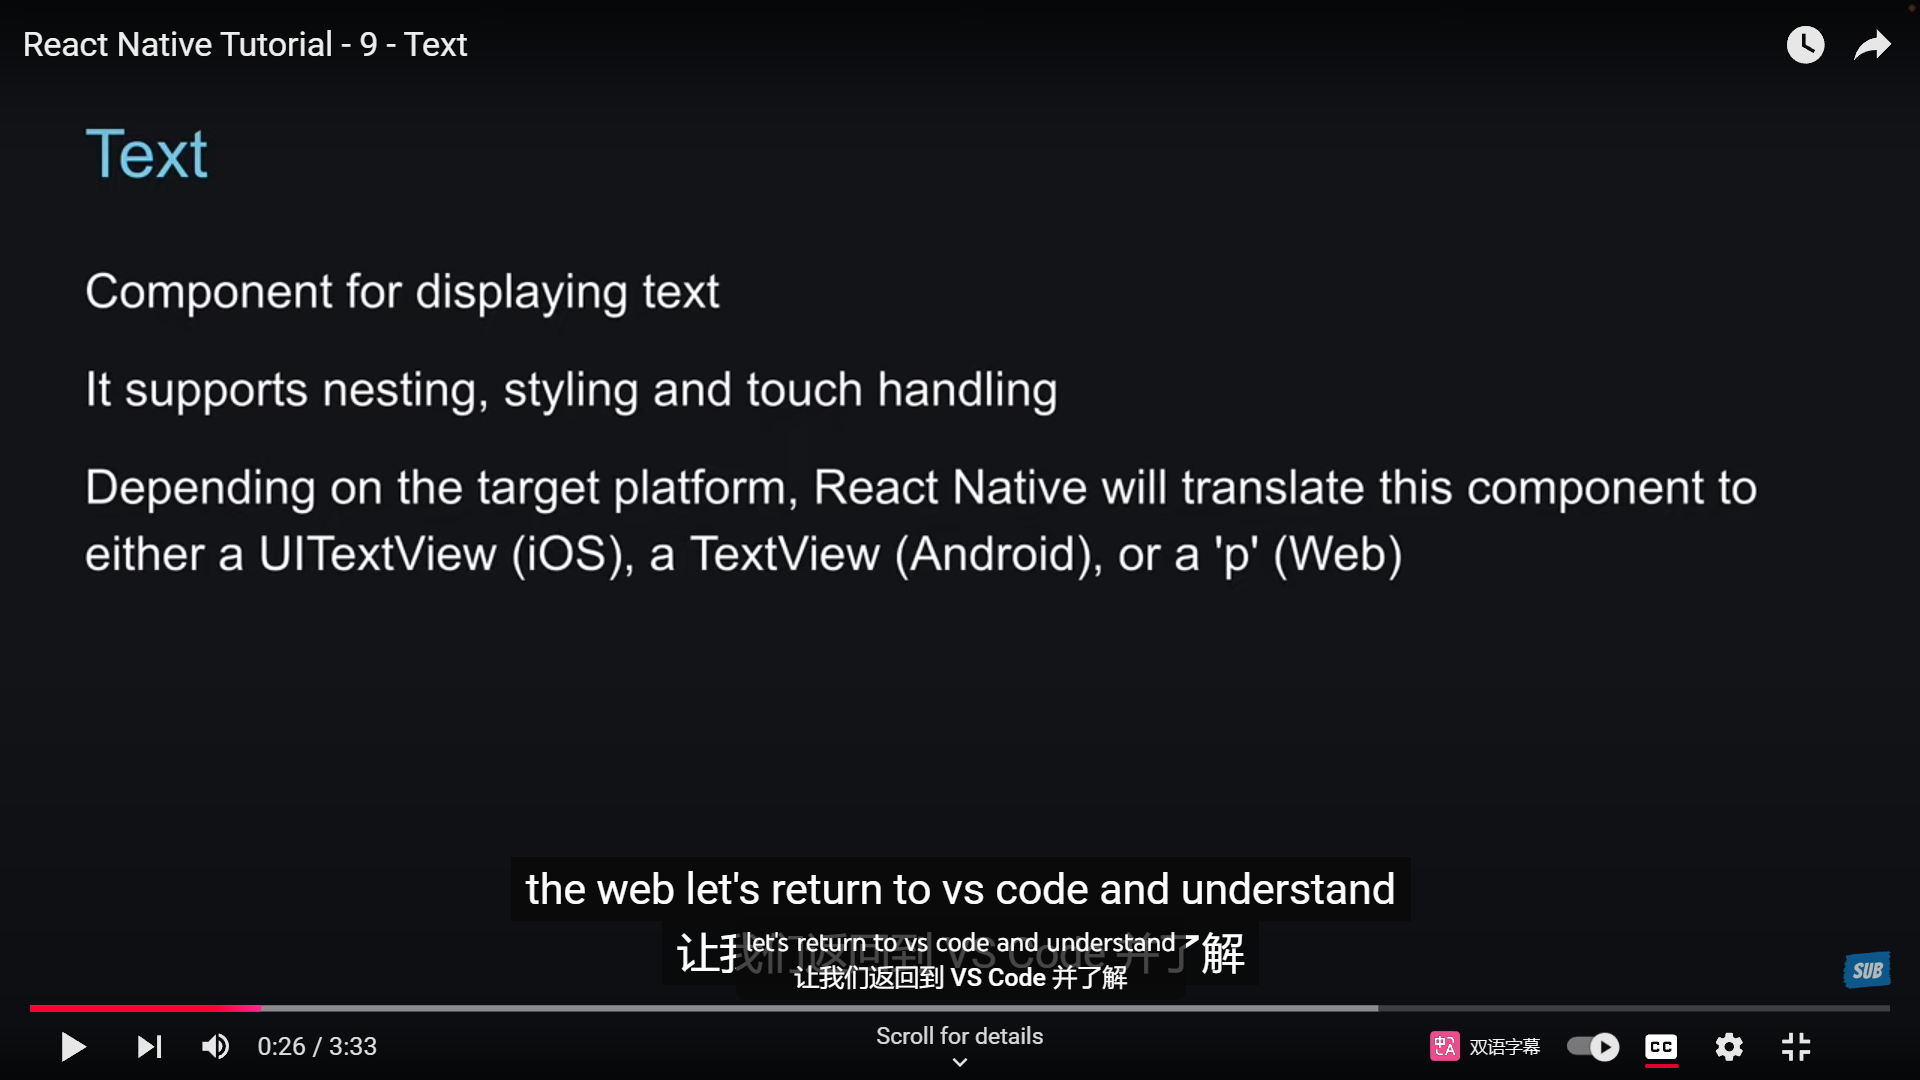 React Native Tutorial - 9 - Text
Text
Component for displaying text
It supports nesting, styling and touch handling
Depending on the target platform, React Native will translate this component to
either a UITextView (iOS), a TextView (Android), or a 'p' (Web)
the web let's return to vs code and understand
让我们返回到 VS Code 并了解
let's return to vs code and understand
让我们返回到 VS Code 并了解
SUB
0:26 / 3:33
Scroll for details
双语字幕
CC